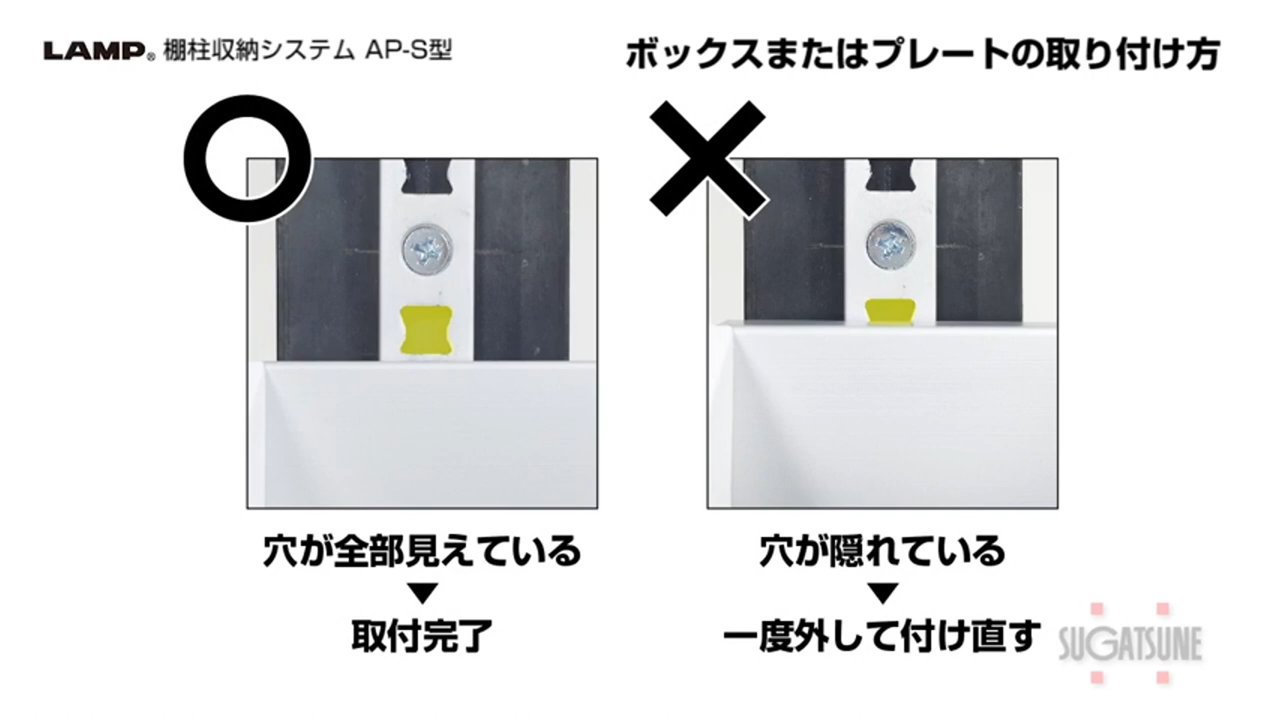 LAMP® 棚柱収納システム AP-S型
ボックスまたはプレートの取り付け方
穴が全部見えている
▼
取付完了
穴が隠れている
▼
一度外して付け直す
SUGATSUNE